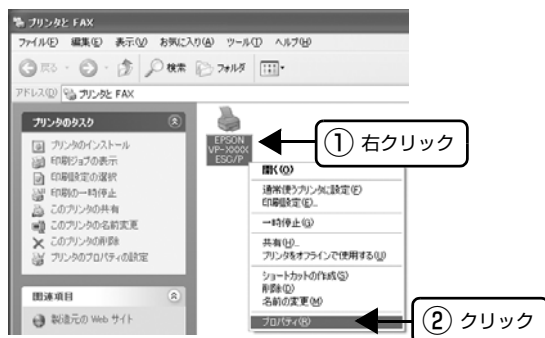 プリンタと FAX
ファイル(F) 編集(E) 表示(V) お気に入り(A) ツール(T) ヘルプ(H)
戻る 検索 フォルダ
アドレス(D) プリンタと FAX
プリンタのタスク
プリンタのインストール
印刷ジョブの表示
印刷設定の選択
印刷の一時停止
このプリンタの共有
このプリンタの名前変更
このプリンタの削除
プリンタのプロパティの設定
関連項目
製造元の Web サイト
EPSON
VP-XXXX
ESC/P
① 右クリック
開く(O)
通常使うプリンタに設定(F)
印刷設定(E)...
一時停止(G)
共有(H)...
プリンタをオフラインで使用する(U)
ショートカットの作成(S)
削除(D)
名前の変更(M)
プロパティ(R)
② クリック